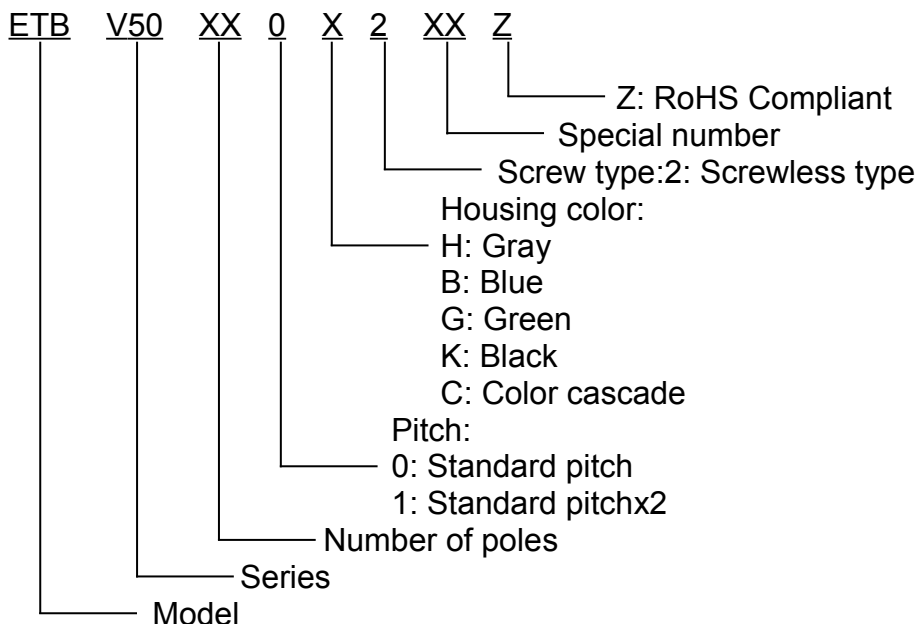 ETB V50 XX 0 X 2 XX Z
Z: RoHS Compliant
Special number
Screw type:2: Screwless type
Housing color:
H: Gray
B: Blue
G: Green
K: Black
C: Color cascade
Pitch:
0: Standard pitch
1: Standard pitchx2
Number of poles
Series
Model